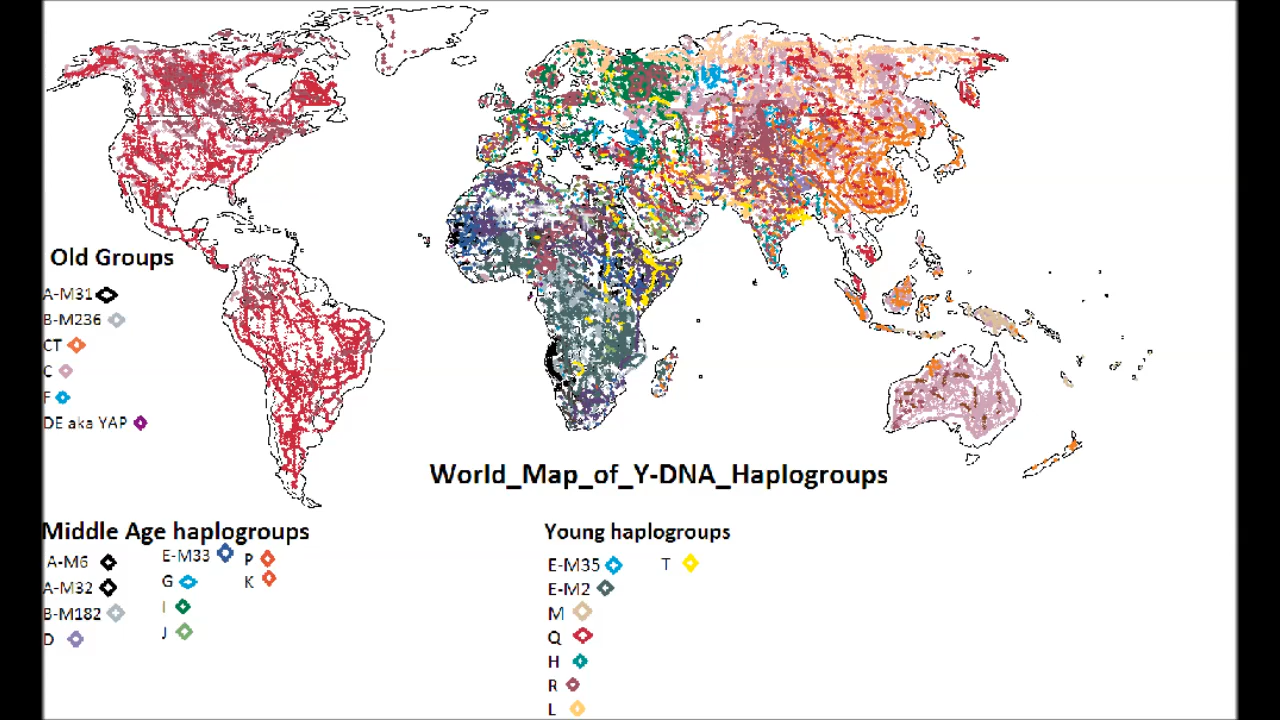 Old Groups
A-M31
B-M236
CT
C
F
DE aka YAP
World_Map_of_Y-DNA_Haplogroups
Middle Age haplogroups
A-M6
A-M32
B-M182
D
E-M33
G
I
J
P
K
Young haplogroups
E-M35
E-M2
M
Q
H
R
L
T